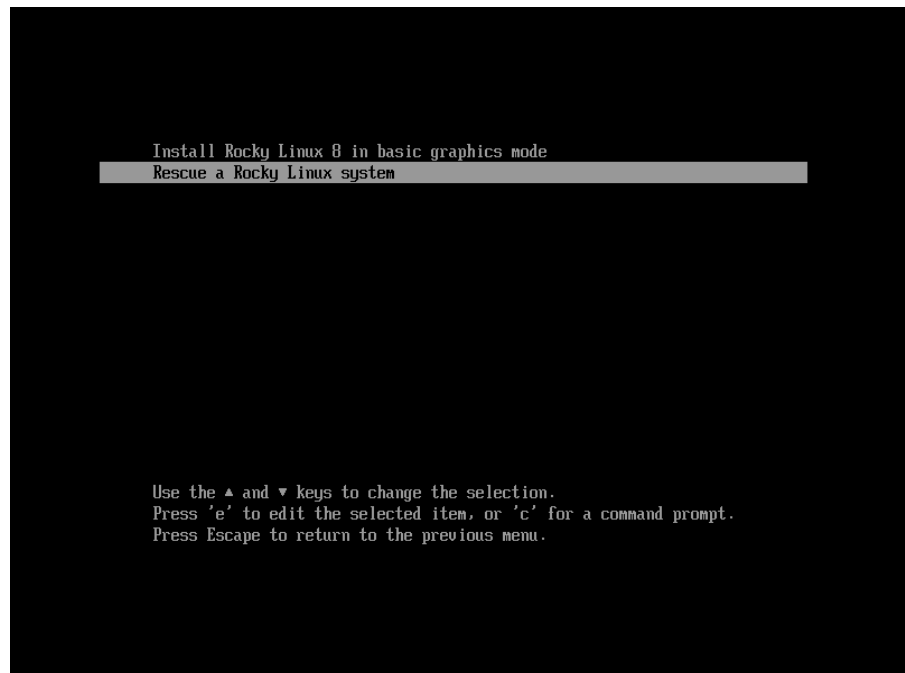 Install Rocky Linux 8 in basic graphics mode
Rescue a Rocky Linux system
Use the ▲ and ▼ keys to change the selection.
Press 'e' to edit the selected item, or 'c' for a command prompt.
Press Escape to return to the previous menu.